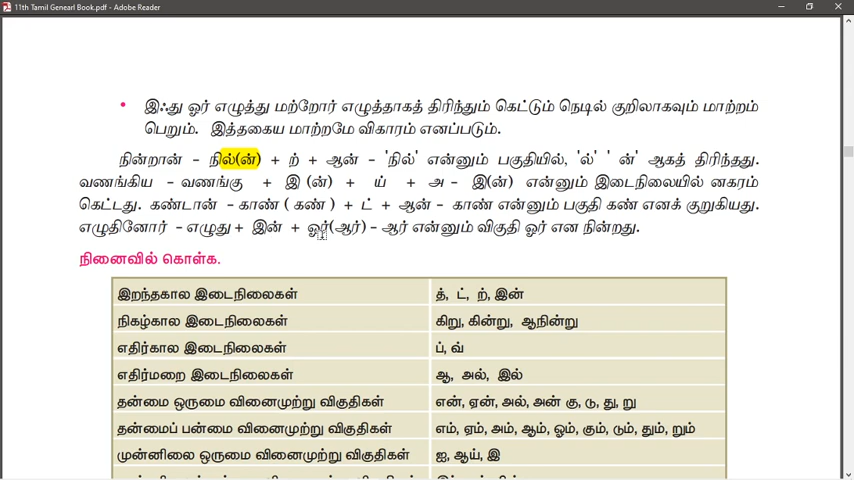 11th Tamil Genearl Book.pdf - Adobe Reader
• இஃது ஓர் எழுத்து மற்றோர் எழுத்தாகத் திரிந்தும் கெட்டும் நெடில் குறிலாகவும் மாற்றம்
பெறும். இத்தகைய மாற்றமே விகாரம் எனப்படும்.
நின்றான் - நில்(ன்) + ற் + ஆன் - 'நில்' என்னும் பகுதியில், 'ல்' ' ன்' ஆகத் திரிந்தது.
வணங்கிய - வணங்கு + இ (ன்) + ய் + அ - இ(ன்) என்னும் இடைநிலையில் னகரம்
கெட்டது. கண்டான் - காண் ( கண் ) + ட் + ஆன் - காண் என்னும் பகுதி கண் எனக் குறுகியது.
எழுதினோர் - எழுது + இன் + ஓர்(ஆர்) - ஆர் என்னும் விகுதி ஓர் என நின்றது.
நினைவில் கொள்க.
இறந்தகால இடைநிலைகள் த், ட், ற், இன்
நிகழ்கால இடைநிலைகள் கிறு, கின்று, ஆநின்று
எதிர்கால இடைநிலைகள் ப், வ்
எதிர்மறை இடைநிலைகள் ஆ, அல், இல்
தன்மை ஒருமை வினைமுற்று விகுதிகள் என், ஏன், அல், அன் கு, டு, து, று
தன்மைப் பன்மை வினைமுற்று விகுதிகள் எம், ஏம், அம், ஆம், ஓம், கும், டும், தும், றும்
முன்னிலை ஒருமை வினைமுற்று விகுதிகள் ஐ, ஆய், இ